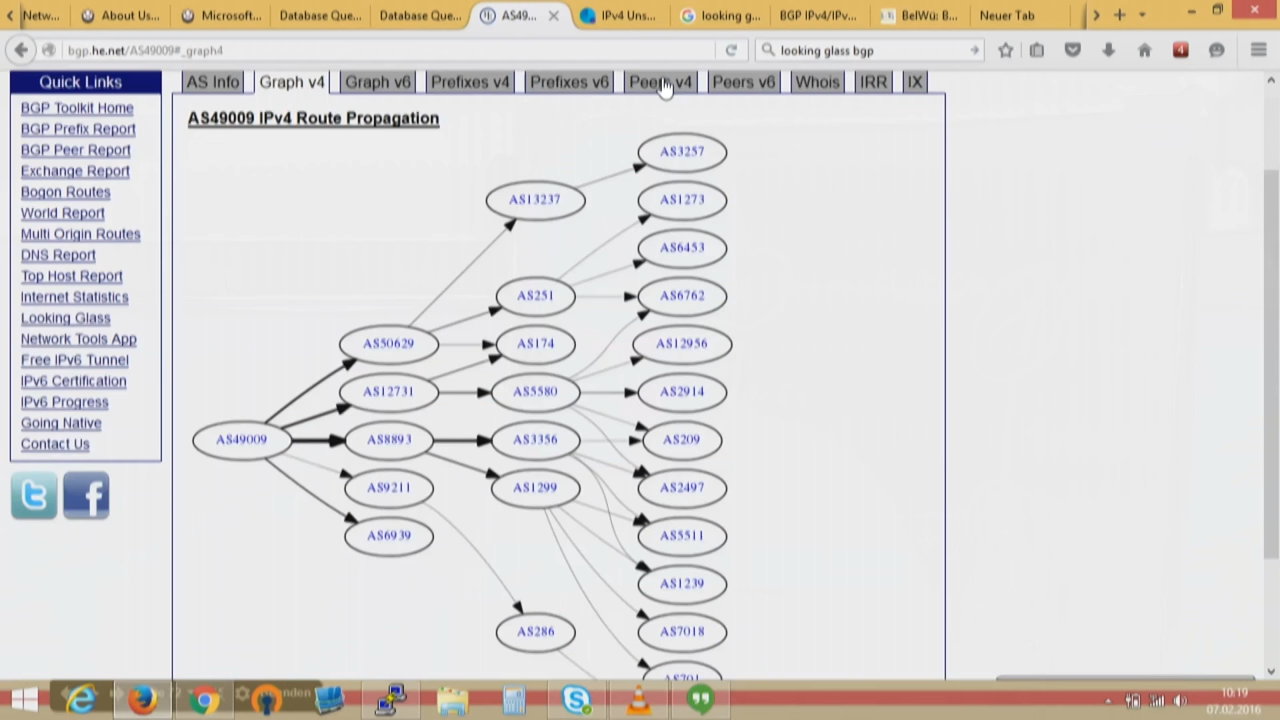 Netw...
About Us...
Microsoft...
Database Que...
Database Que...
AS49...
IPv4 Uns...
looking g...
BGP IPv4/IPv...
BelWü: B...
Neuer Tab
bgp.he.net/AS49009#_graph4
looking glass bgp
4
Quick Links
BGP Toolkit Home
BGP Prefix Report
BGP Peer Report
Exchange Report
Bogon Routes
World Report
Multi Origin Routes
DNS Report
Top Host Report
Internet Statistics
Looking Glass
Network Tools App
Free IPv6 Tunnel
IPv6 Certification
IPv6 Progress
Going Native
Contact Us
AS Info
Graph v4
Graph v6
Prefixes v4
Prefixes v6
Peers v4
Peers v6
Whois
IRR
IX
AS49009 IPv4 Route Propagation
AS3257
AS13237
AS1273
AS6453
AS251
AS6762
AS50629
AS174
AS12956
AS12731
AS5580
AS2914
AS49009
AS8893
AS3356
AS209
AS9211
AS1299
AS2497
AS6939
AS5511
AS1239
AS286
AS7018
AS701
10:19
07.02.2016